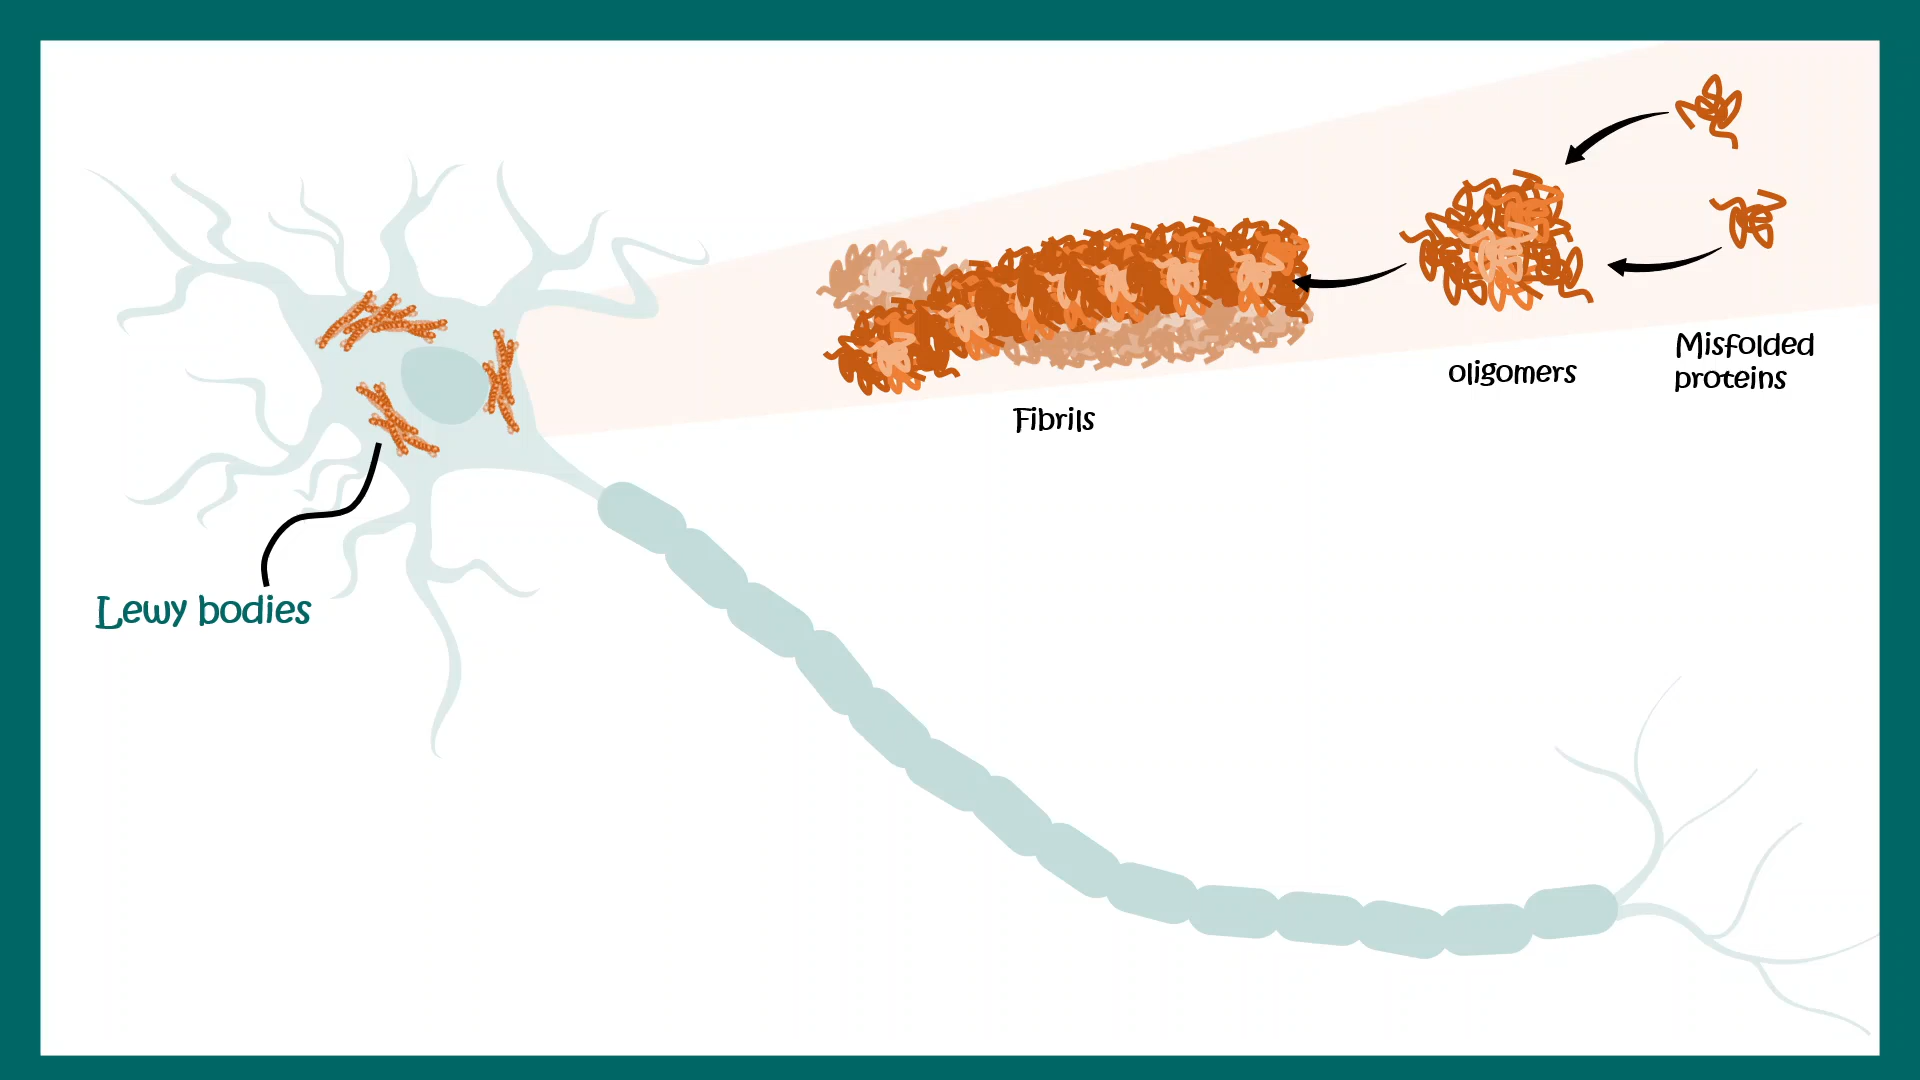 Misfolded
proteins
oligomers
Fibrils
Lewy bodies